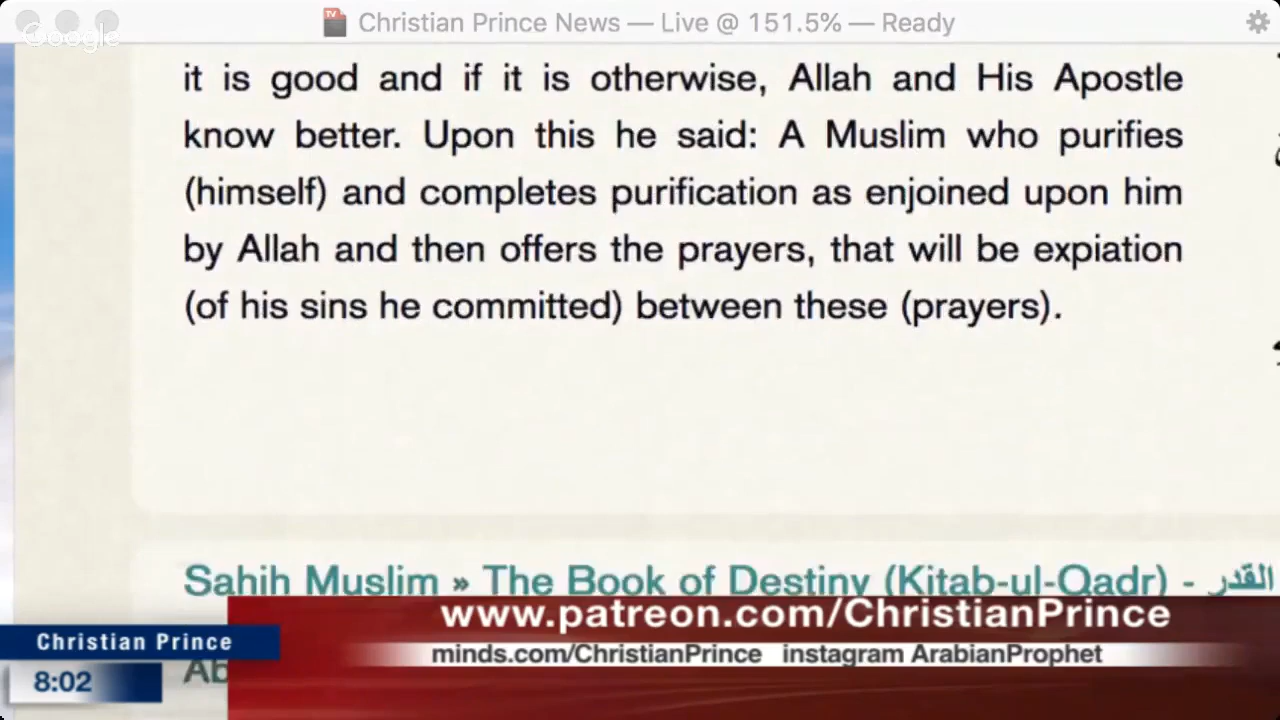 Christian Prince News — Live @ 151.5% — Ready
Google
it is good and if it is otherwise, Allah and His Apostle
know better. Upon this he said: A Muslim who purifies
(himself) and completes purification as enjoined upon him
by Allah and then offers the prayers, that will be expiation
(of his sins he committed) between these (prayers).
Sahih Muslim » The Book of Destiny (Kitab-ul-Qadr) - القدر
www.patreon.com/ChristianPrince
Christian Prince
minds.com/ChristianPrince instagram ArabianProphet
8:02
Ab